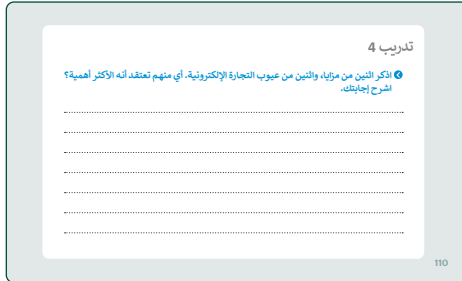 تدريب 4
اذكر اثنين من مزايا، واثنين من عيوب التجارة الإلكترونية. أي منهم تعتقد أنه الأكثر أهمية؟
اشرح إجابتك.
110